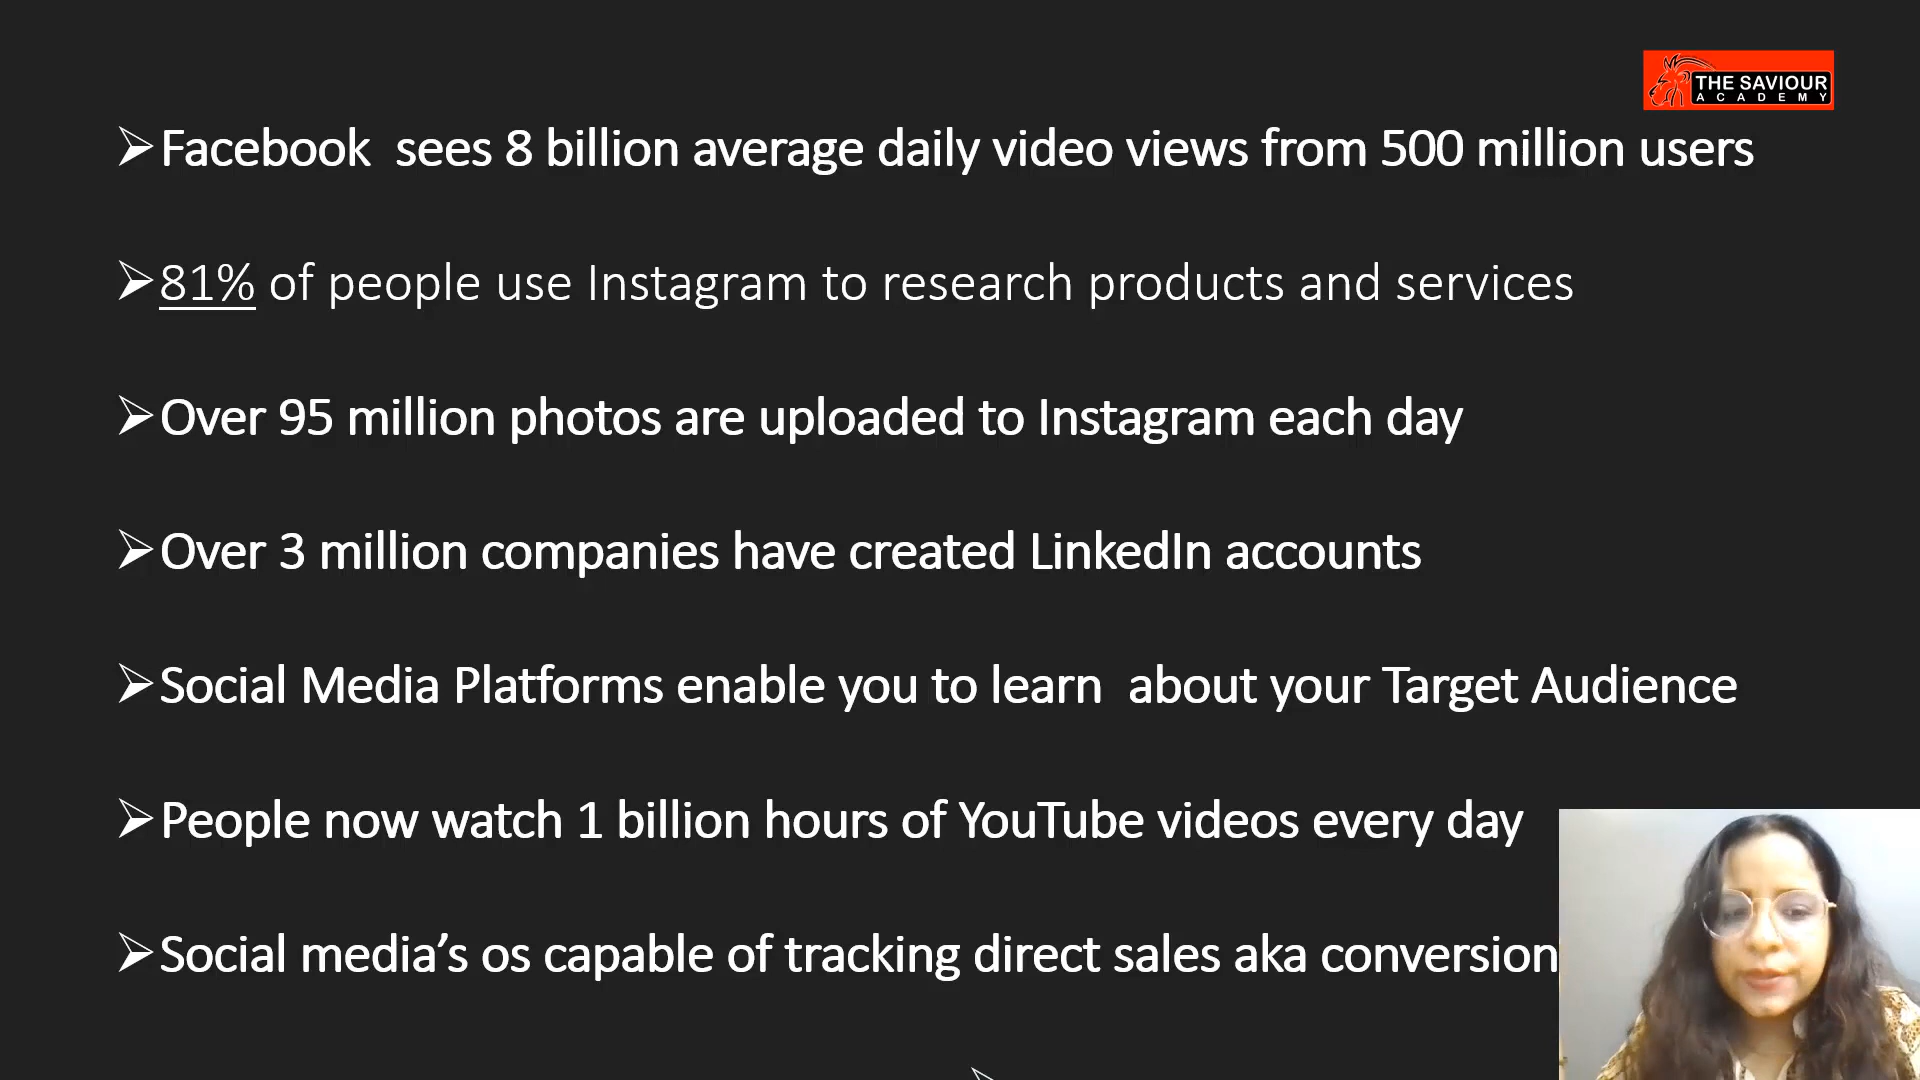 THE SAVIOUR
ACADEMY
Facebook  sees 8 billion average daily video views from 500 million users
81% of people use Instagram to research products and services
Over 95 million photos are uploaded to Instagram each day
Over 3 million companies have created LinkedIn accounts
Social Media Platforms enable you to learn  about your Target Audience
People now watch 1 billion hours of YouTube videos every day
Social media’s os capable of tracking direct sales aka conversion